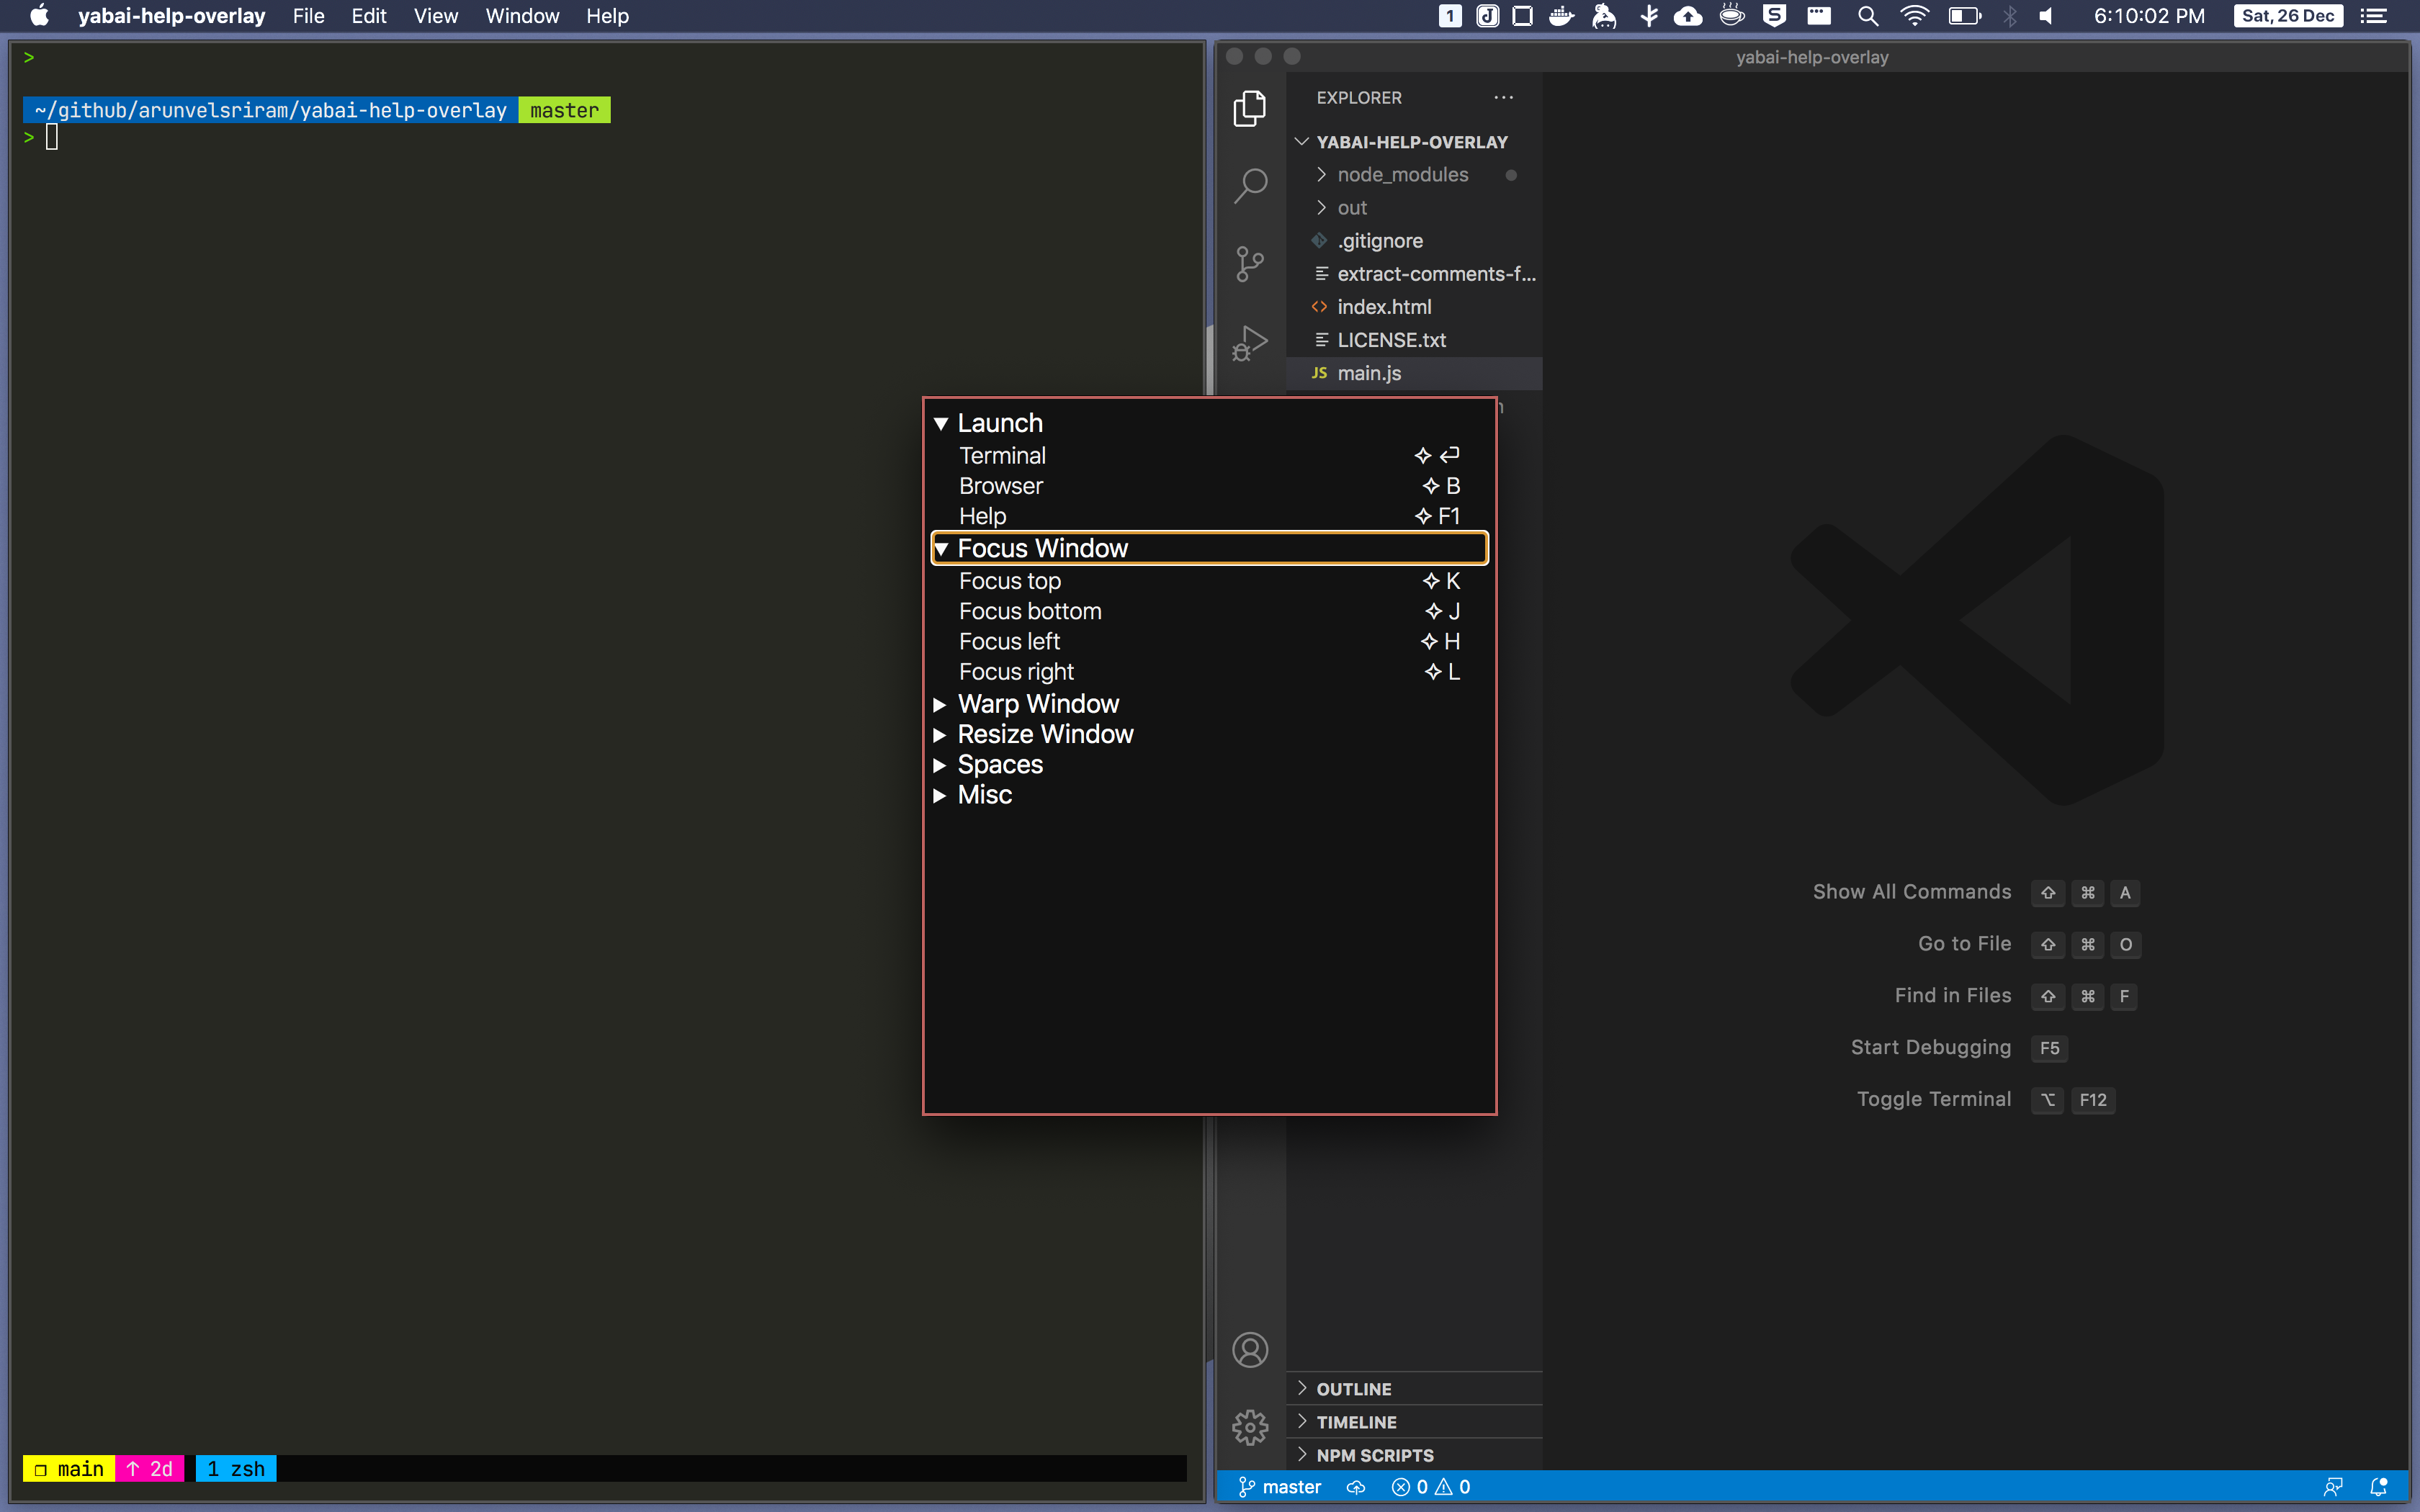 yabai-help-overlay File Edit View Window Help 1 6:10:02 PM Sat, 26 Dec
>
~/github/arunvelsriram/yabai-help-overlay master
>
main ↑ 2d 1 zsh
yabai-help-overlay
EXPLORER ...
YABAI-HELP-OVERLAY
node_modules
out
.gitignore
extract-comments-f...
index.html
LICENSE.txt
JS main.js
▼ Launch
Terminal ✧ ⏎
Browser ✧ B
Help ✧ F1
▼ Focus Window
Focus top ✧ K
Focus bottom ✧ J
Focus left ✧ H
Focus right ✧ L
▶ Warp Window
▶ Resize Window
▶ Spaces
▶ Misc
Show All Commands ⇧ ⌘ A
Go to File ⇧ ⌘ O
Find in Files ⇧ ⌘ F
Start Debugging F5
Toggle Terminal ⌥ F12
OUTLINE
TIMELINE
NPM SCRIPTS
master 0 0